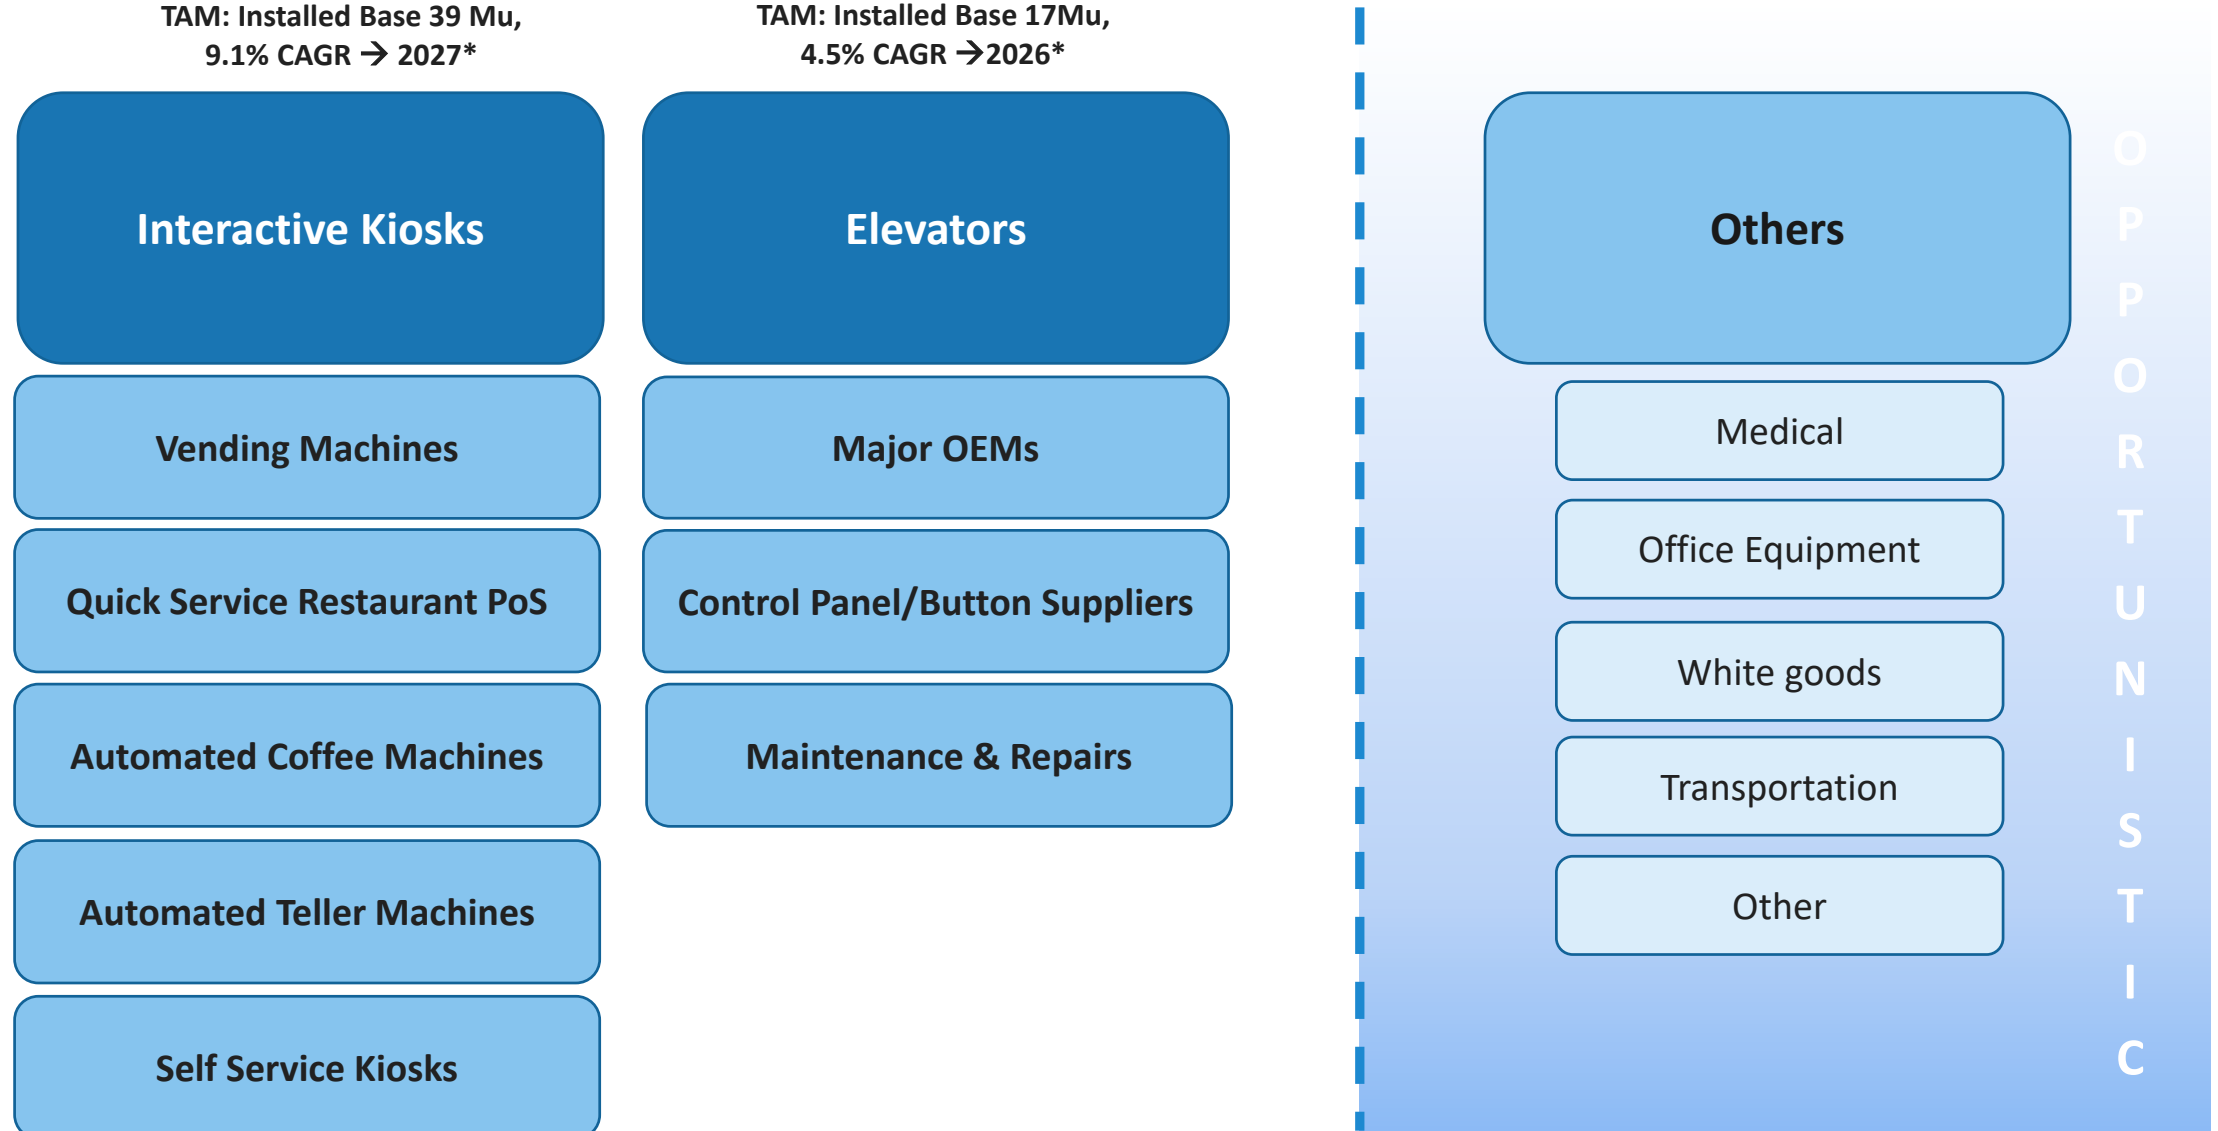 TAM: Installed Base 39 Mu,
9.1% CAGR → 2027*
Interactive Kiosks
Vending Machines
Quick Service Restaurant PoS
Automated Coffee Machines
Automated Teller Machines
Self Service Kiosks
TAM: Installed Base 17Mu,
4.5% CAGR →2026*
Elevators
Major OEMs
Control Panel/Button Suppliers
Maintenance & Repairs
Others
Medical
Office Equipment
White goods
Transportation
Other
OPPORTUNISTIC